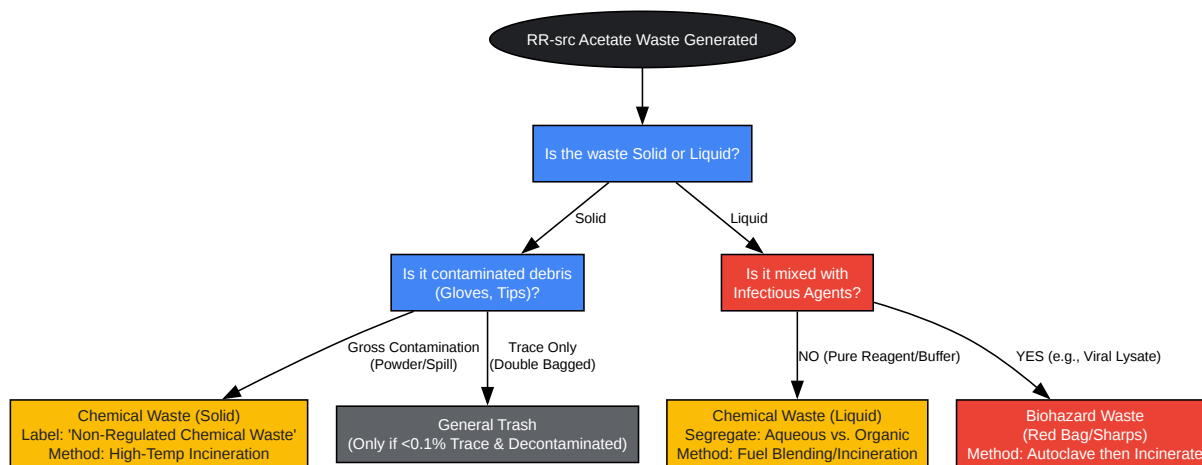 RR-src Acetate Waste Generated
Is the waste Solid or Liquid?
Solid
Liquid
Is it contaminated debris
(Gloves, Tips)?
Is it mixed with
Infectious Agents?
Gross Contamination
(Powder/Spill)
Trace Only
(Double Bagged)
NO (Pure Reagent/Buffer)
YES (e.g., Viral Lysate)
Chemical Waste (Solid)
Label: 'Non-Regulated Chemical Waste'
Method: High-Temp Incineration
General Trash
(Only if <0.1% Trace & Decontaminated)
Chemical Waste (Liquid)
Segregate: Aqueous vs. Organic
Method: Fuel Blending/Incineration
Biohazard Waste
(Red Bag/Sharps)
Method: Autoclave then Incinerate